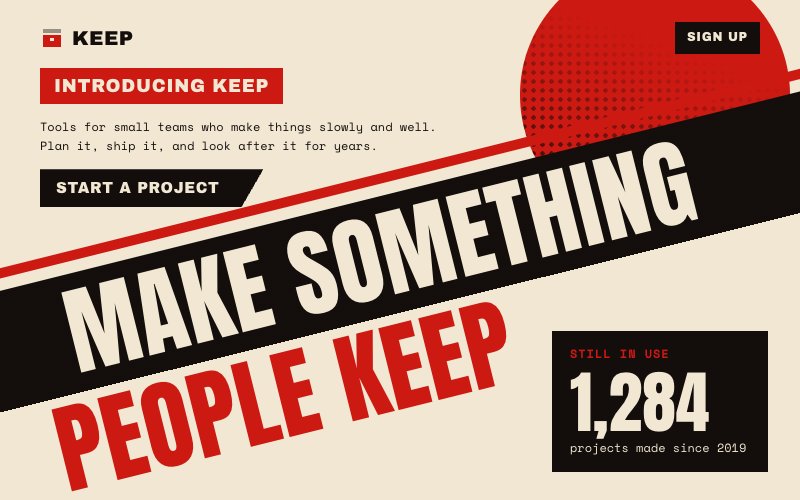 KEEP
SIGN UP
INTRODUCING KEEP
Tools for small teams who make things slowly and well.
Plan it, ship it, and look after it for years.
START A PROJECT
MAKE SOMETHING
PEOPLE KEEP
STILL IN USE
1,284
projects made since 2019